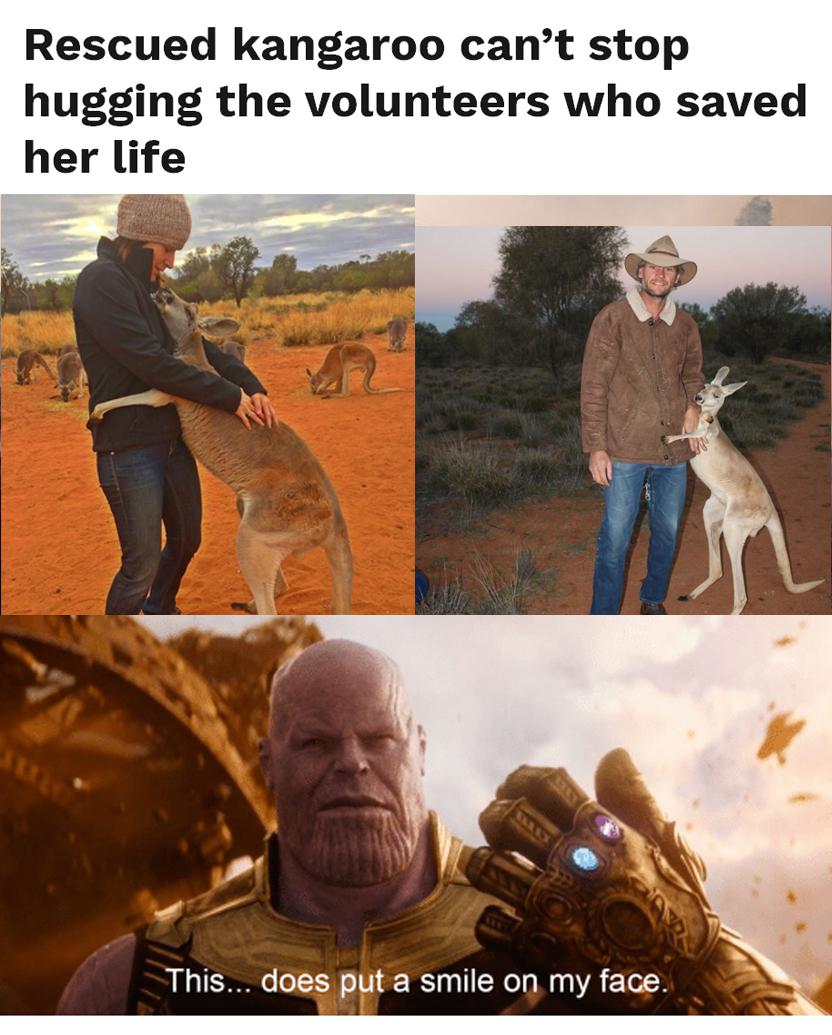 Rescued kangaroo can’t stop
hugging the volunteers who saved
her life
This... does put a smile on my face.